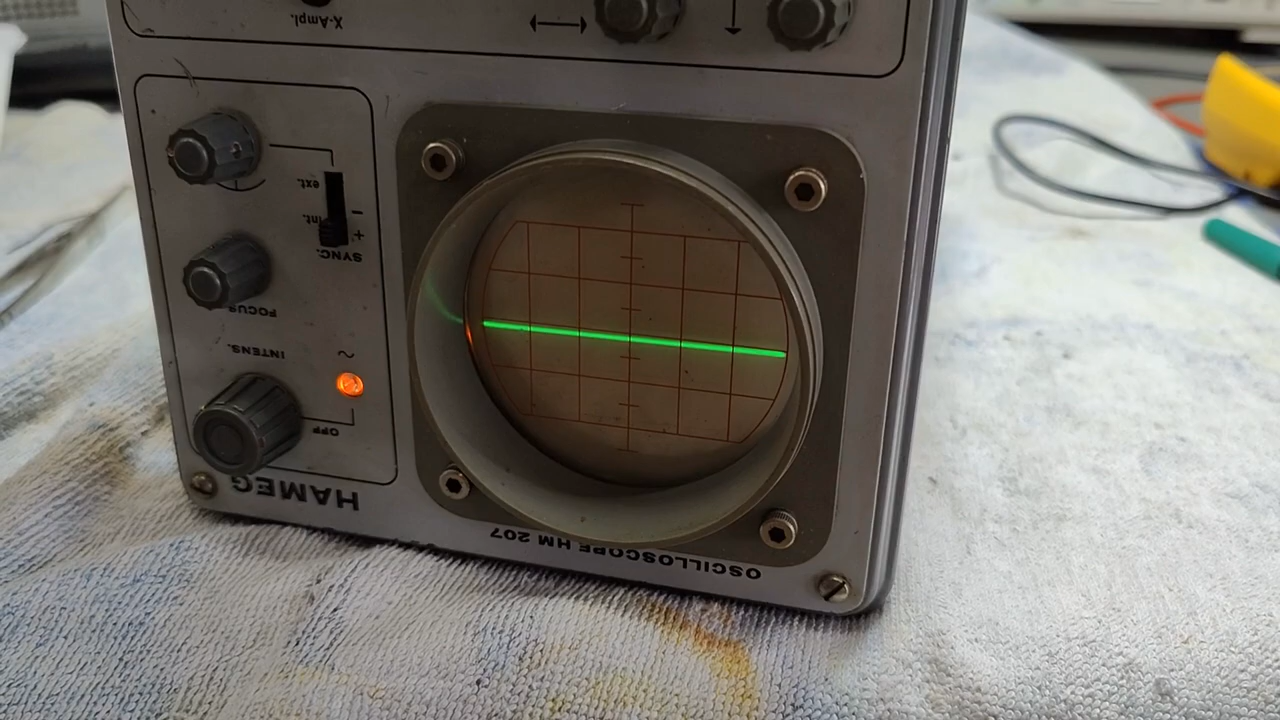 OSCILLOSCOPE HM 207
HAMEG
OFF
INTENS.
~
FOCUS
SYNC.
+
int.
-
ext.
X-Ampl.